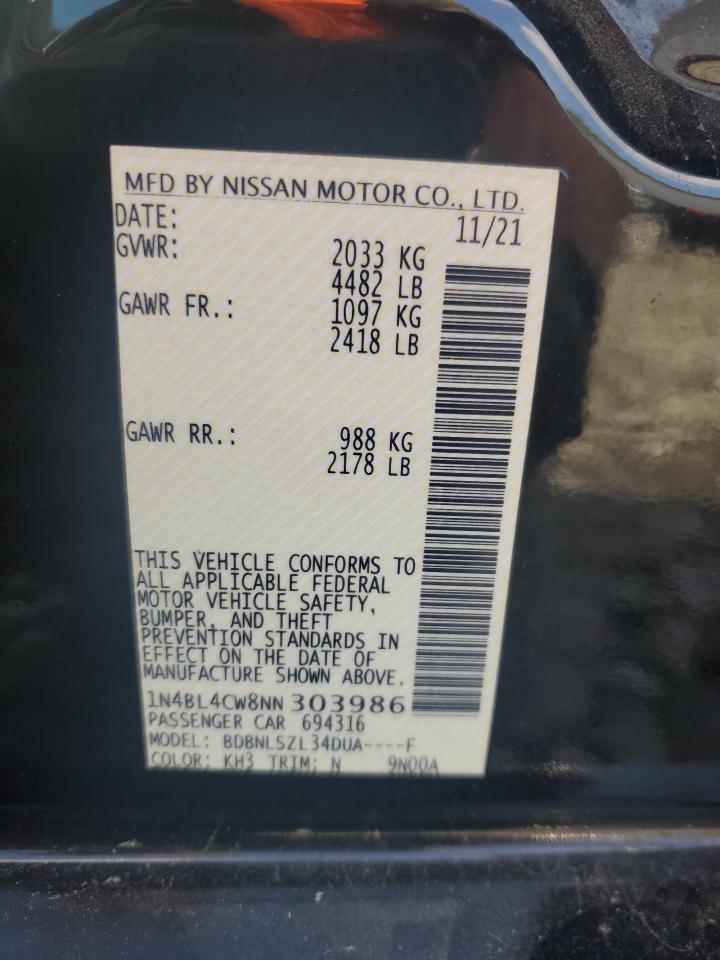 MFD BY NISSAN MOTOR CO., LTD.
DATE: 11/21
GVWR: 2033 KG
4482 LB
GAWR FR.: 1097 KG
2418 LB
GAWR RR.: 988 KG
2178 LB
THIS VEHICLE CONFORMS TO
ALL APPLICABLE FEDERAL
MOTOR VEHICLE SAFETY,
BUMPER, AND THEFT
PREVENTION STANDARDS IN
EFFECT ON THE DATE OF
MANUFACTURE SHOWN ABOVE.
1N4BL4CW8NN 303986
PASSENGER CAR 694316
MODEL: BDBNLSZL34DUA----F
COLOR: KH3 TRIM: N 9N00A